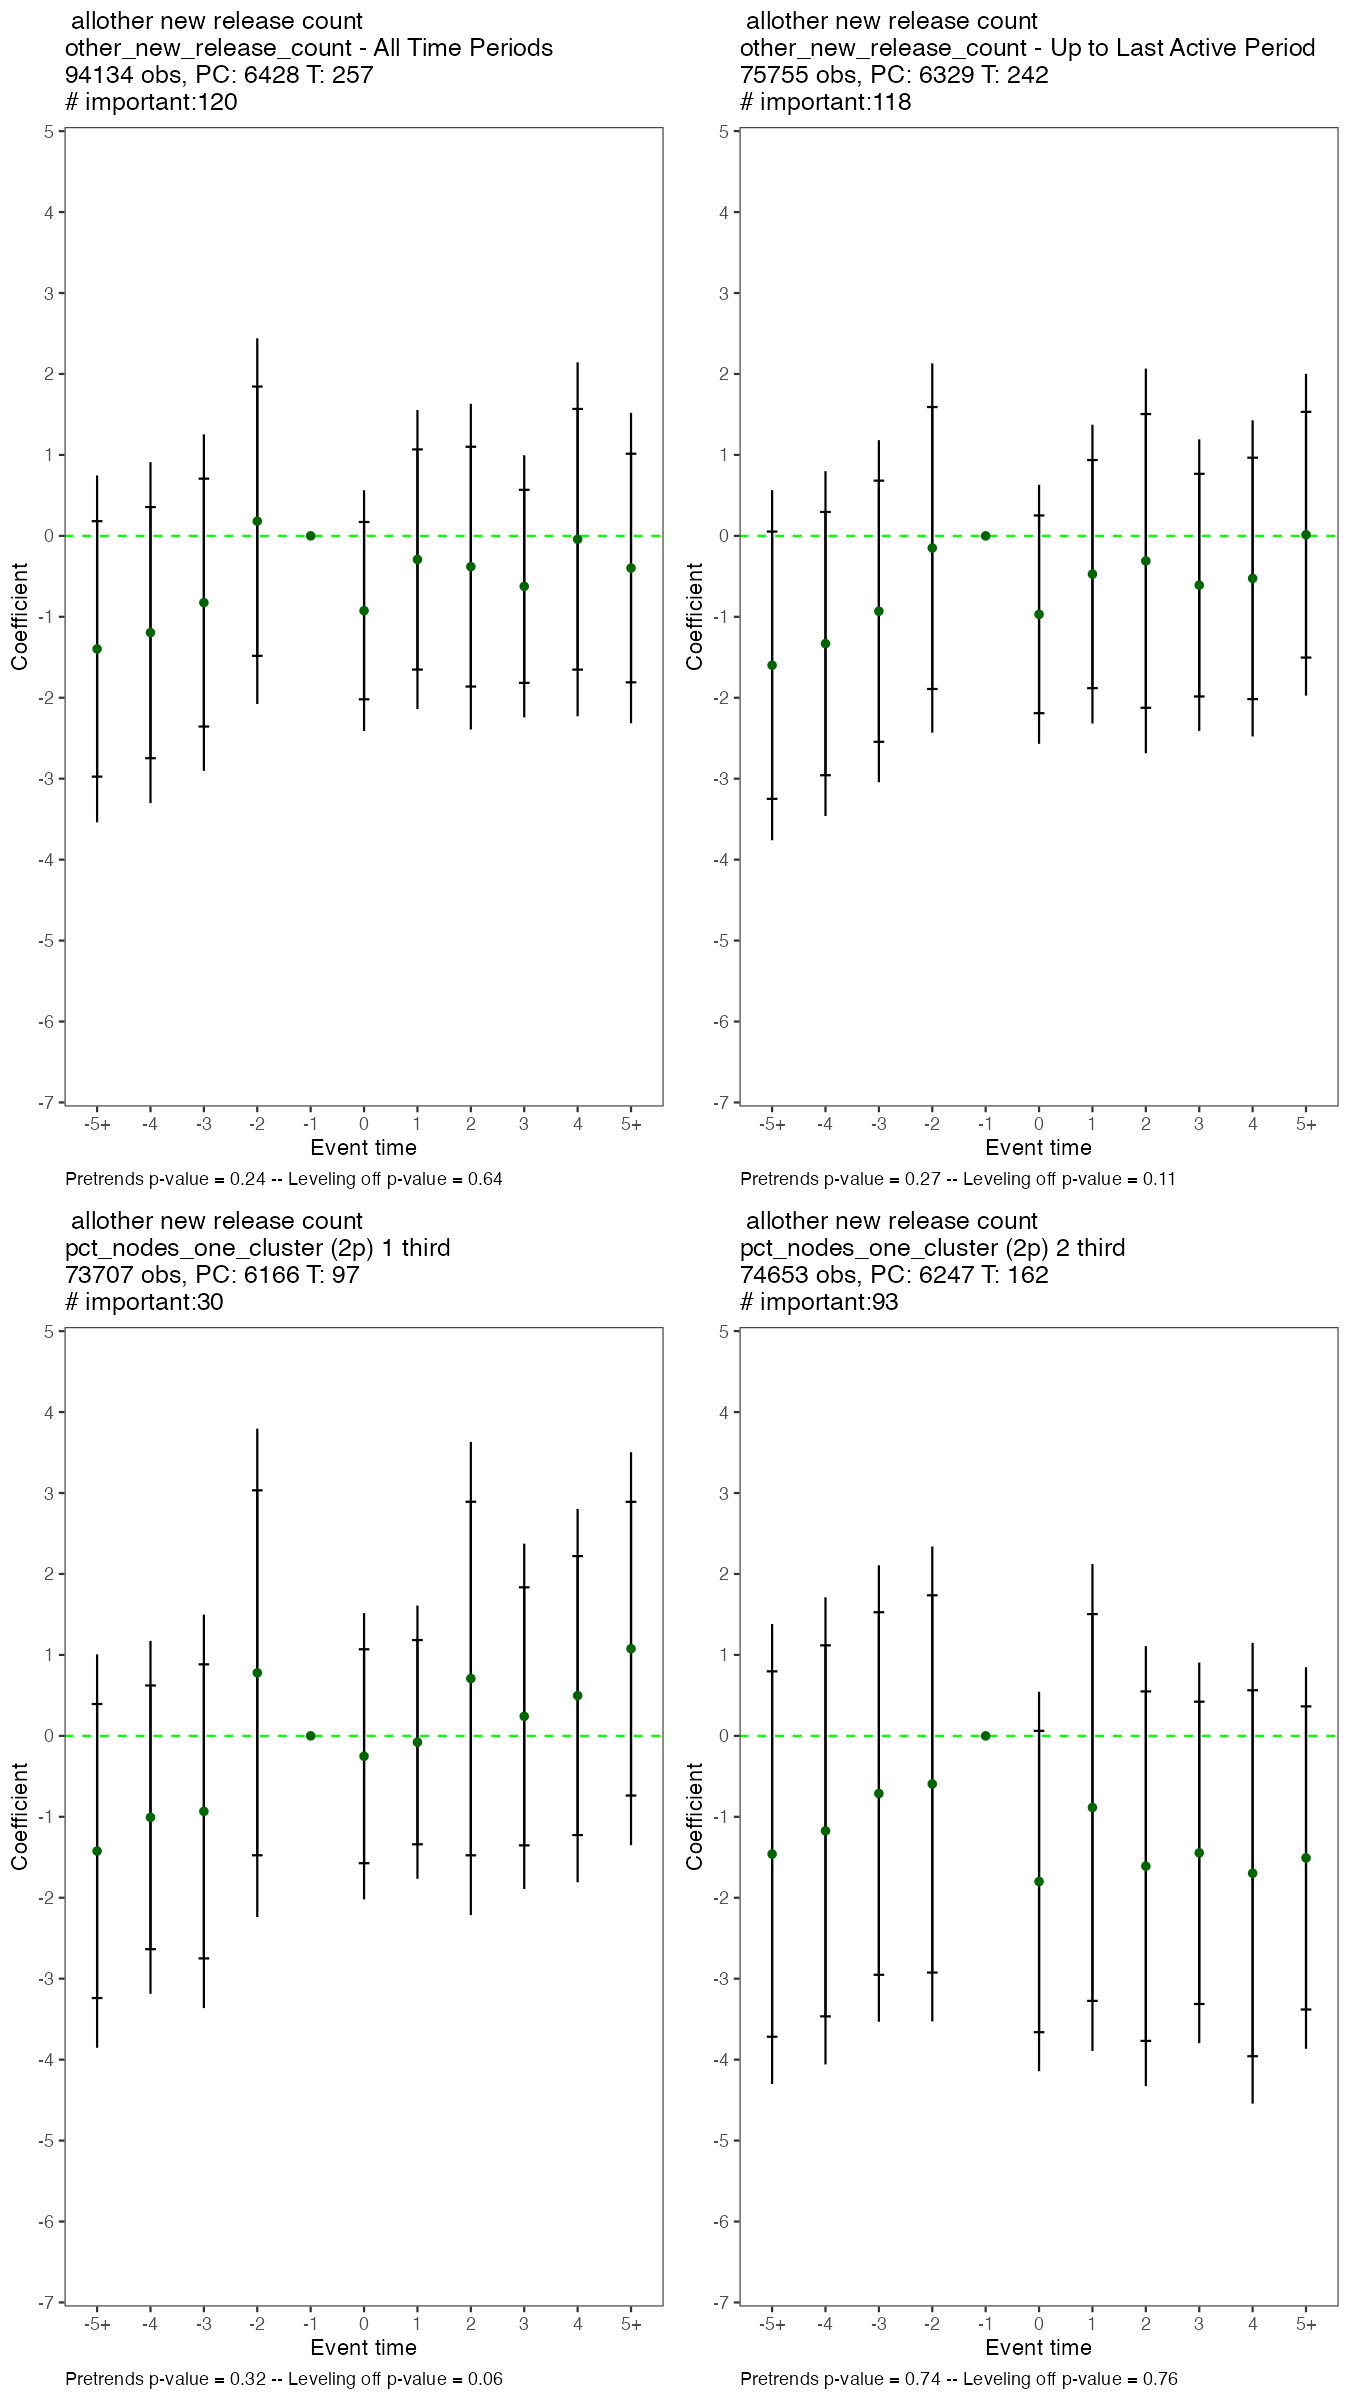 allother new release count
other_new_release_count - All Time Periods
94134 obs, PC: 6428 T: 257
# important:120
5
4
3
2
1
0
-1
-2
-3
-4
-5
-6
-7
Coefficient
-5+ -4 -3 -2 -1 0 1 2 3 4 5+
Event time
Pretrends p-value = 0.24 -- Leveling off p-value = 0.64
allother new release count
other_new_release_count - Up to Last Active Period
75755 obs, PC: 6329 T: 242
# important:118
5
4
3
2
1
0
-1
-2
-3
-4
-5
-6
-7
Coefficient
-5+ -4 -3 -2 -1 0 1 2 3 4 5+
Event time
Pretrends p-value = 0.27 -- Leveling off p-value = 0.11
allother new release count
pct_nodes_one_cluster (2p) 1 third
73707 obs, PC: 6166 T: 97
# important:30
5
4
3
2
1
0
-1
-2
-3
-4
-5
-6
-7
Coefficient
-5+ -4 -3 -2 -1 0 1 2 3 4 5+
Event time
Pretrends p-value = 0.32 -- Leveling off p-value = 0.06
allother new release count
pct_nodes_one_cluster (2p) 2 third
74653 obs, PC: 6247 T: 162
# important:93
5
4
3
2
1
0
-1
-2
-3
-4
-5
-6
-7
Coefficient
-5+ -4 -3 -2 -1 0 1 2 3 4 5+
Event time
Pretrends p-value = 0.74 -- Leveling off p-value = 0.76